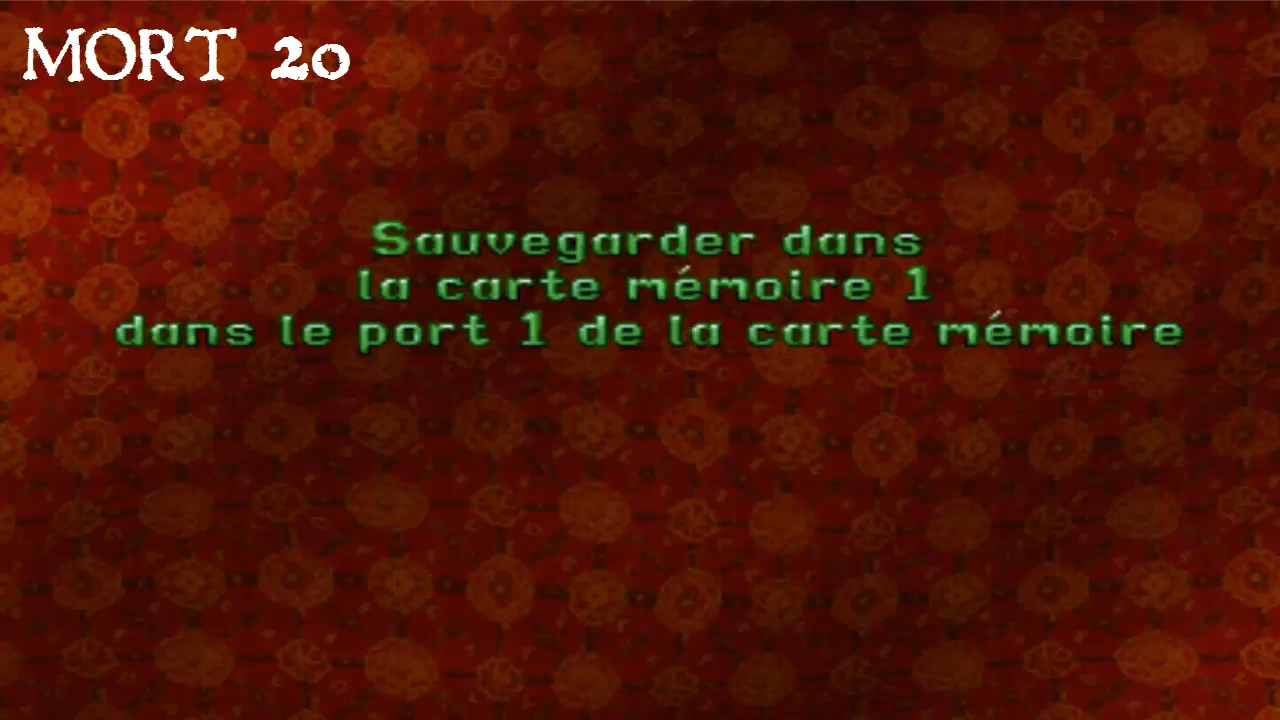 MORT 20
Sauvegarder dans
la carte mémoire 1
dans le port 1 de la carte mémoire